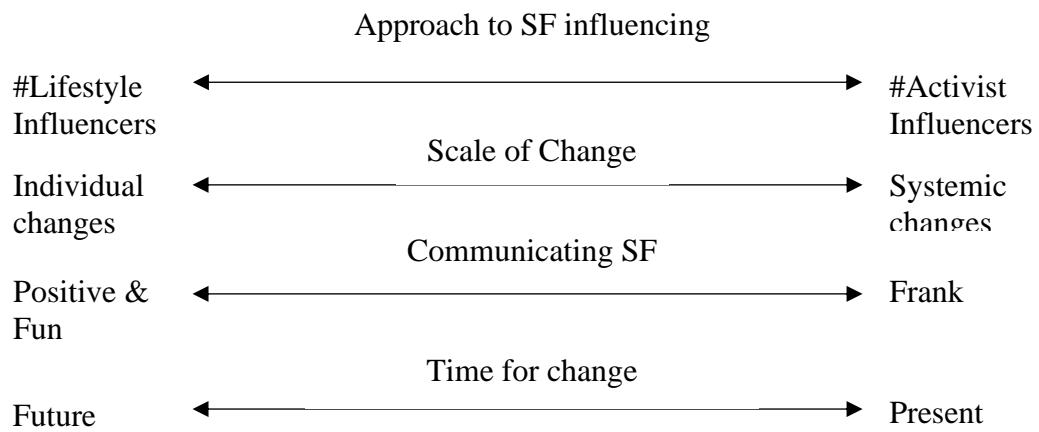 Approach to SF influencing
#Lifestyle
Influencers
#Activist
Influencers
Scale of Change
Individual
changes
Systemic
changes
Communicating SF
Positive &
Fun
Frank
Time for change
Future
Present